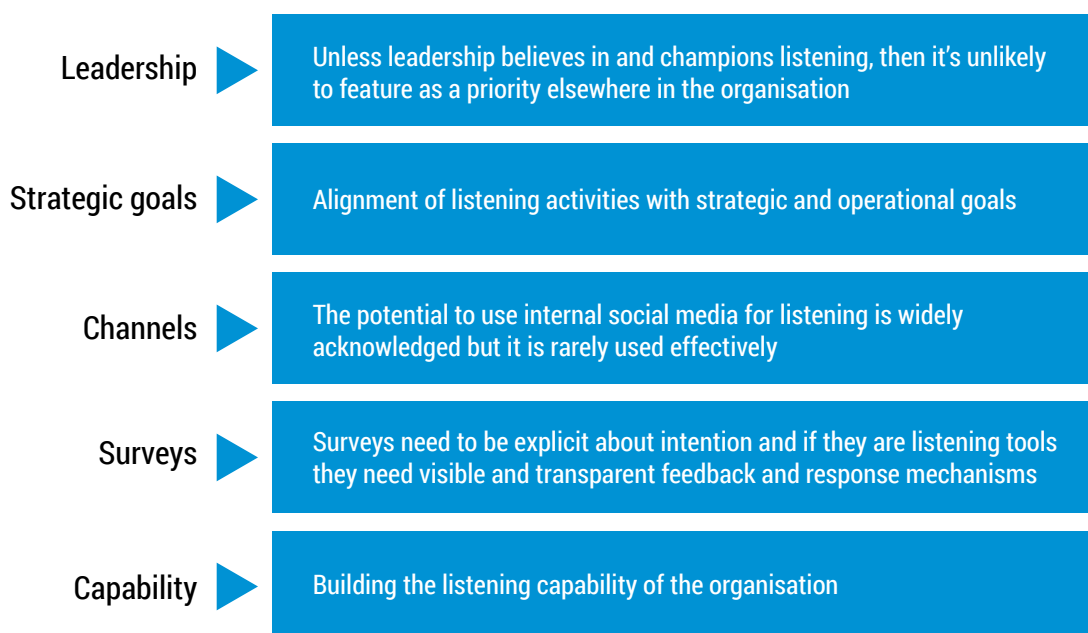 Leadership
Unless leadership believes in and champions listening, then it’s unlikely
to feature as a priority elsewhere in the organisation
Strategic goals
Alignment of listening activities with strategic and operational goals
Channels
The potential to use internal social media for listening is widely
acknowledged but it is rarely used effectively
Surveys
Surveys need to be explicit about intention and if they are listening tools
they need visible and transparent feedback and response mechanisms
Capability
Building the listening capability of the organisation